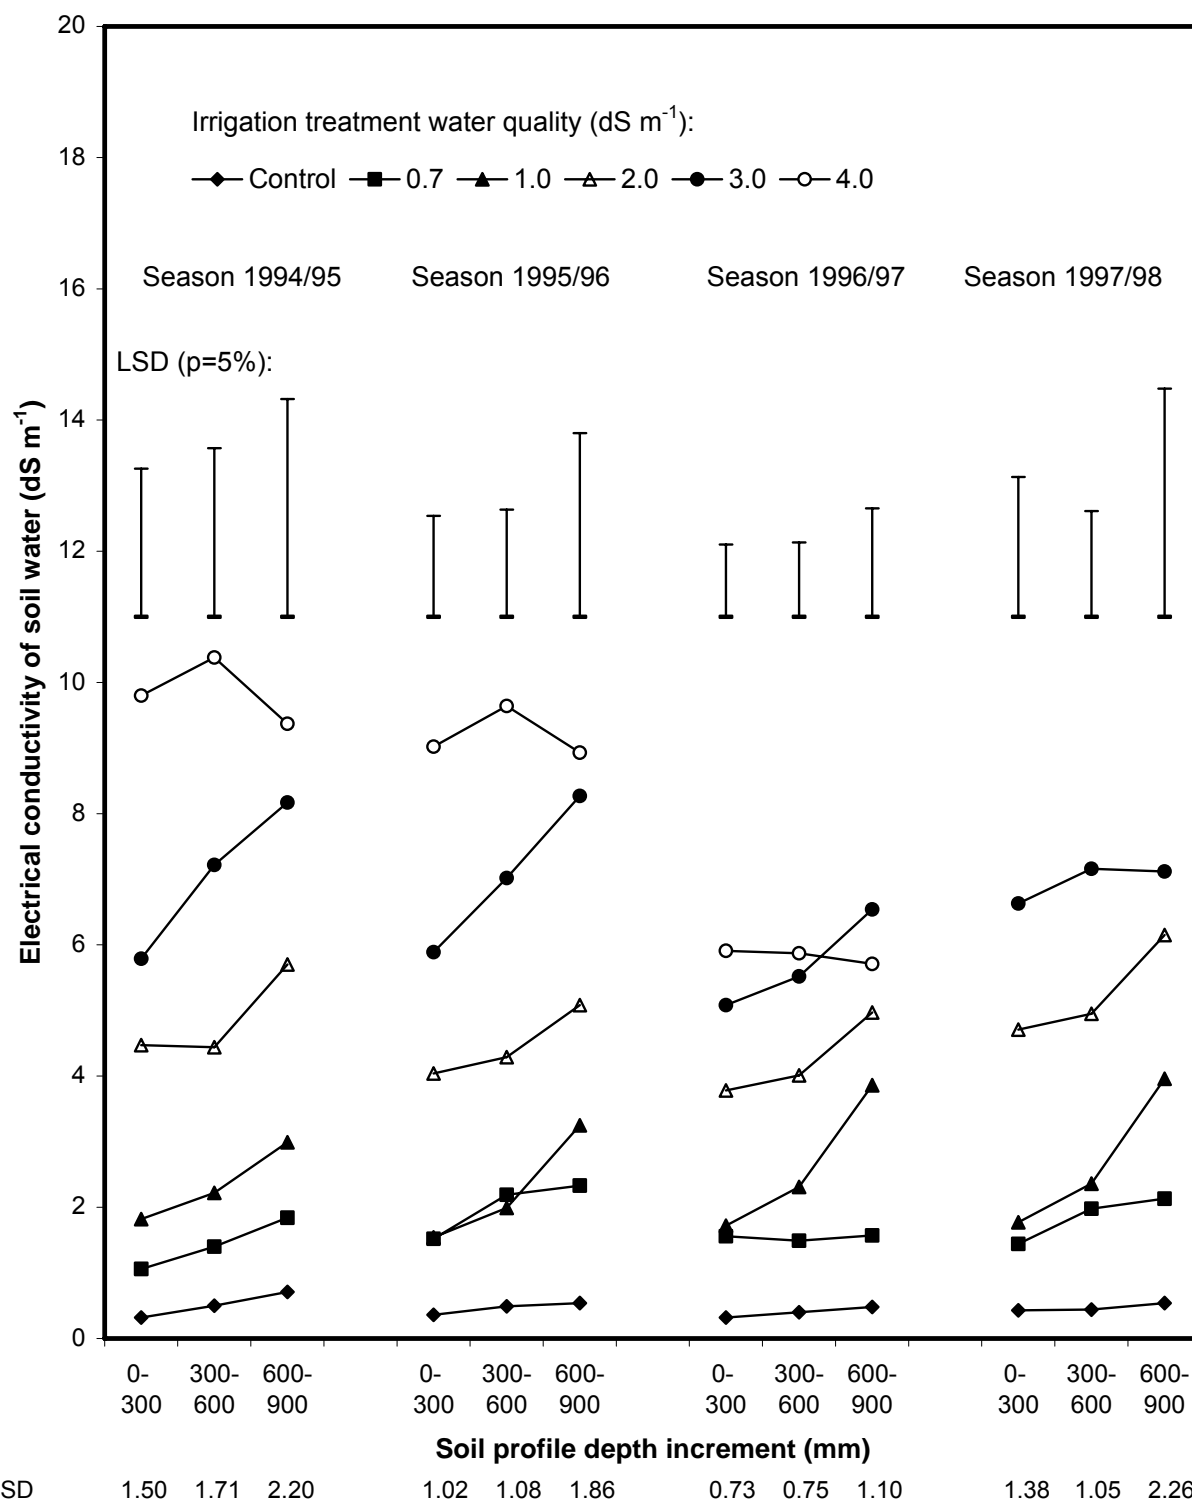 20
Irrigation treatment water quality (dS m-1):
18
Control 0.7 1.0 2.0 3.0 4.0
Season 1994/95 Season 1995/96 Season 1996/97 Season 1997/98
16
LSD (p=5%):
14
12
10
8
6
4
2
0
Electrical conductivity of soil water (dS m-1)
0- 300- 600- 0- 300- 600- 0- 300- 600- 0- 300- 600-
300 600 900 300 600 900 300 600 900 300 600 900
Soil profile depth increment (mm)
SD 1.50 1.71 2.20 1.02 1.08 1.86 0.73 0.75 1.10 1.38 1.05 2.26